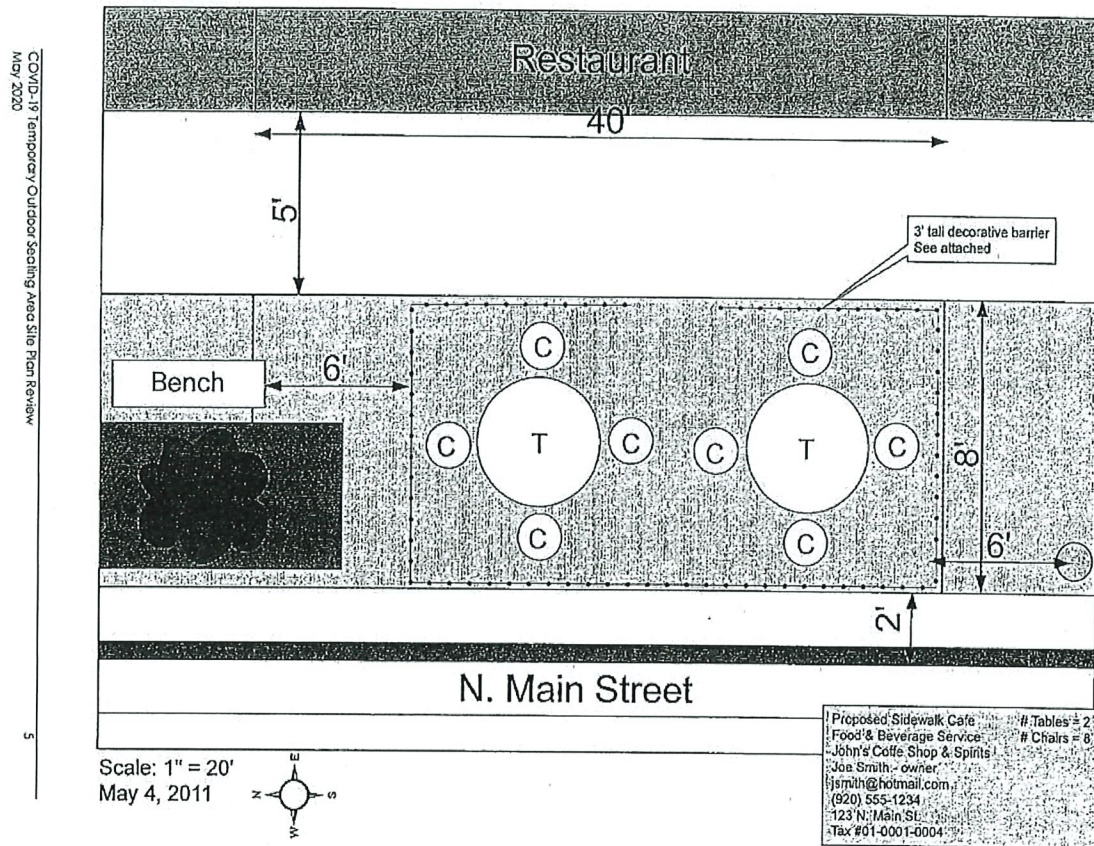 Restaurant
40'
5'
3' tall decorative barrier
See attached
Bench
6'
C
C
C
T
C
C
C
T
C
C
C
8'
6'
2'
N. Main Street
Proposed Sidewalk Cafe
# Tables = 2
Food & Beverage Service
# Chairs = 8
John's Coffe Shop & Spirits
Joe Smith - owner
jsmith@hotmail.com
(920) 555-1234
123 N. Main St.
Tax #01-0001-0004
Scale: 1" = 20'
May 4, 2011
E
N
S
W
COVID-19 Temporary Outdoor Seating Area Site Plan Review
May 2020
5